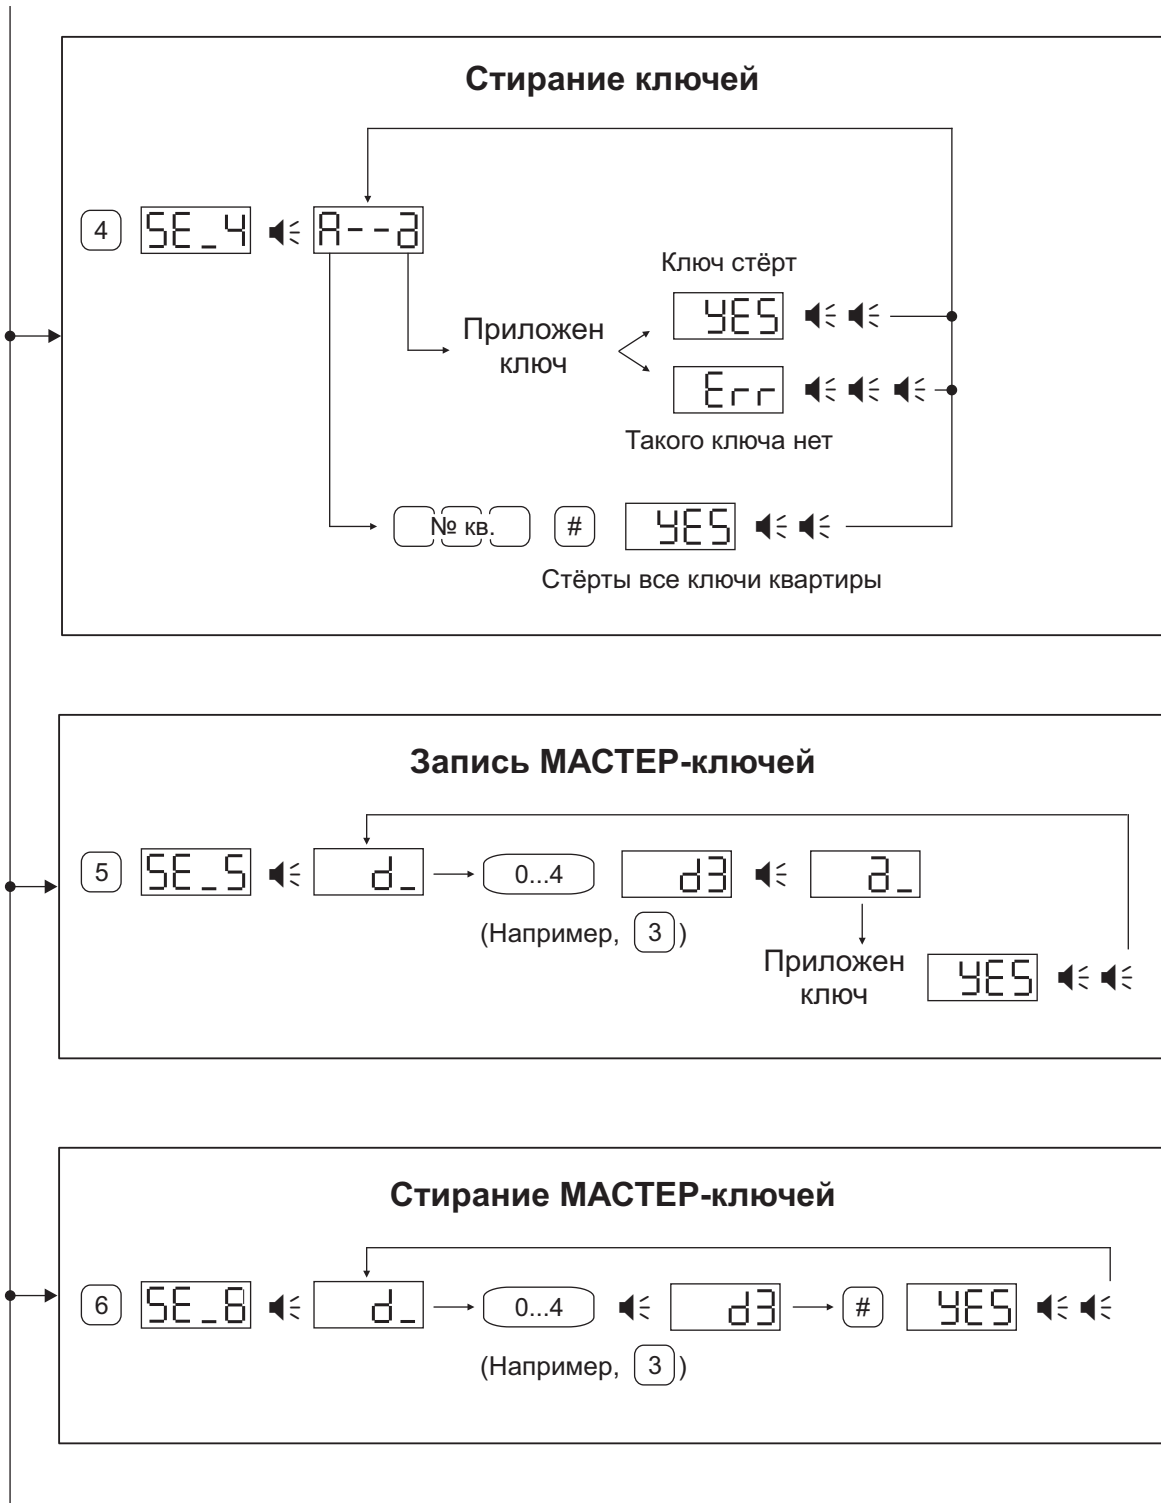 Стирание ключей
4 SE_4 A--a
Ключ стёрт
YES
Приложен
ключ
Err
Такого ключа нет
№ кв. # YES
Стёрты все ключи квартиры
Запись МАСТЕР-ключей
5 SE_5 d_ 0...4 d3 a_
(Например, 3)
Приложен
ключ
YES
Стирание МАСТЕР-ключей
6 SE_6 d_ 0...4 d3 # YES
(Например, 3)